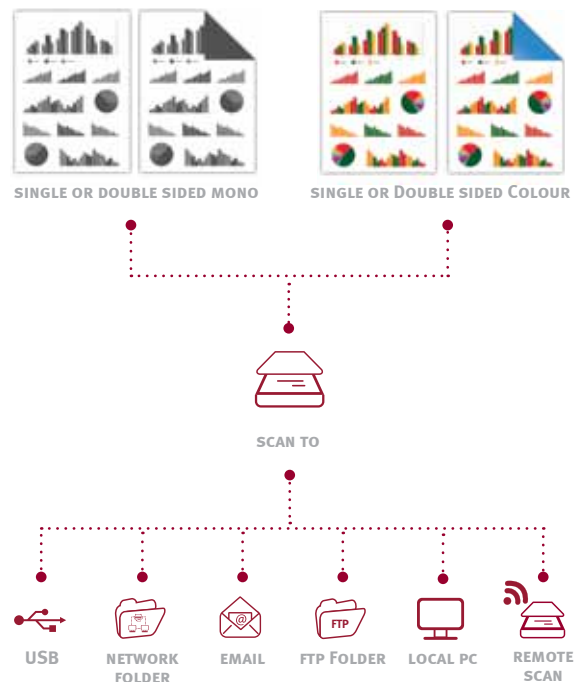 SINGLE OR DOUBLE SIDED MONO
SINGLE OR DOUBLE SIDED COLOUR
SCAN TO
@
FTP
USB
NETWORK
FOLDER
EMAIL
FTP FOLDER
LOCAL PC
REMOTE
SCAN